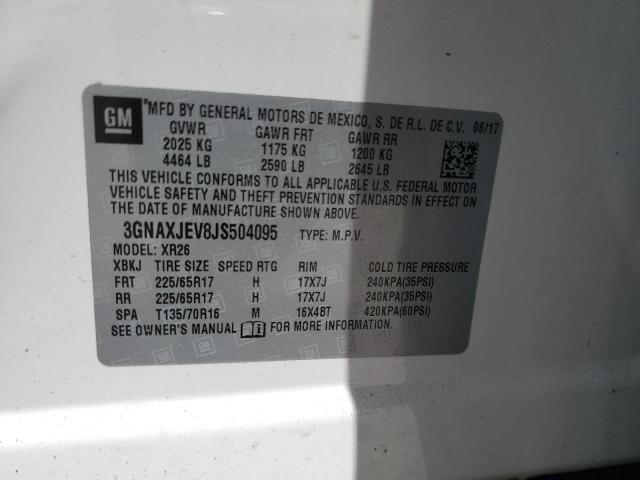 GM *MFD BY GENERAL MOTORS DE MEXICO, S. DE R.L. DE C.V. 06/17
GVWR GAWR FRT GAWR RR
2025 KG 1175 KG 1200 KG
4464 LB 2590 LB 2645 LB
THIS VEHICLE CONFORMS TO ALL APPLICABLE U.S. FEDERAL MOTOR
VEHICLE SAFETY AND THEFT PREVENTION STANDARDS IN EFFECT ON
THE DATE OF MANUFACTURE SHOWN ABOVE.
3GNAXJEV8JS504095 TYPE: M.P.V.
MODEL: XR26
XBKJ TIRE SIZE SPEED RTG RIM COLD TIRE PRESSURE
FRT 225/65R17 H 17X7J 240KPA(35PSI)
RR 225/65R17 H 17X7J 240KPA(35PSI)
SPA T135/70R16 M 16X4BT 420KPA(60PSI)
SEE OWNER'S MANUAL FOR MORE INFORMATION.